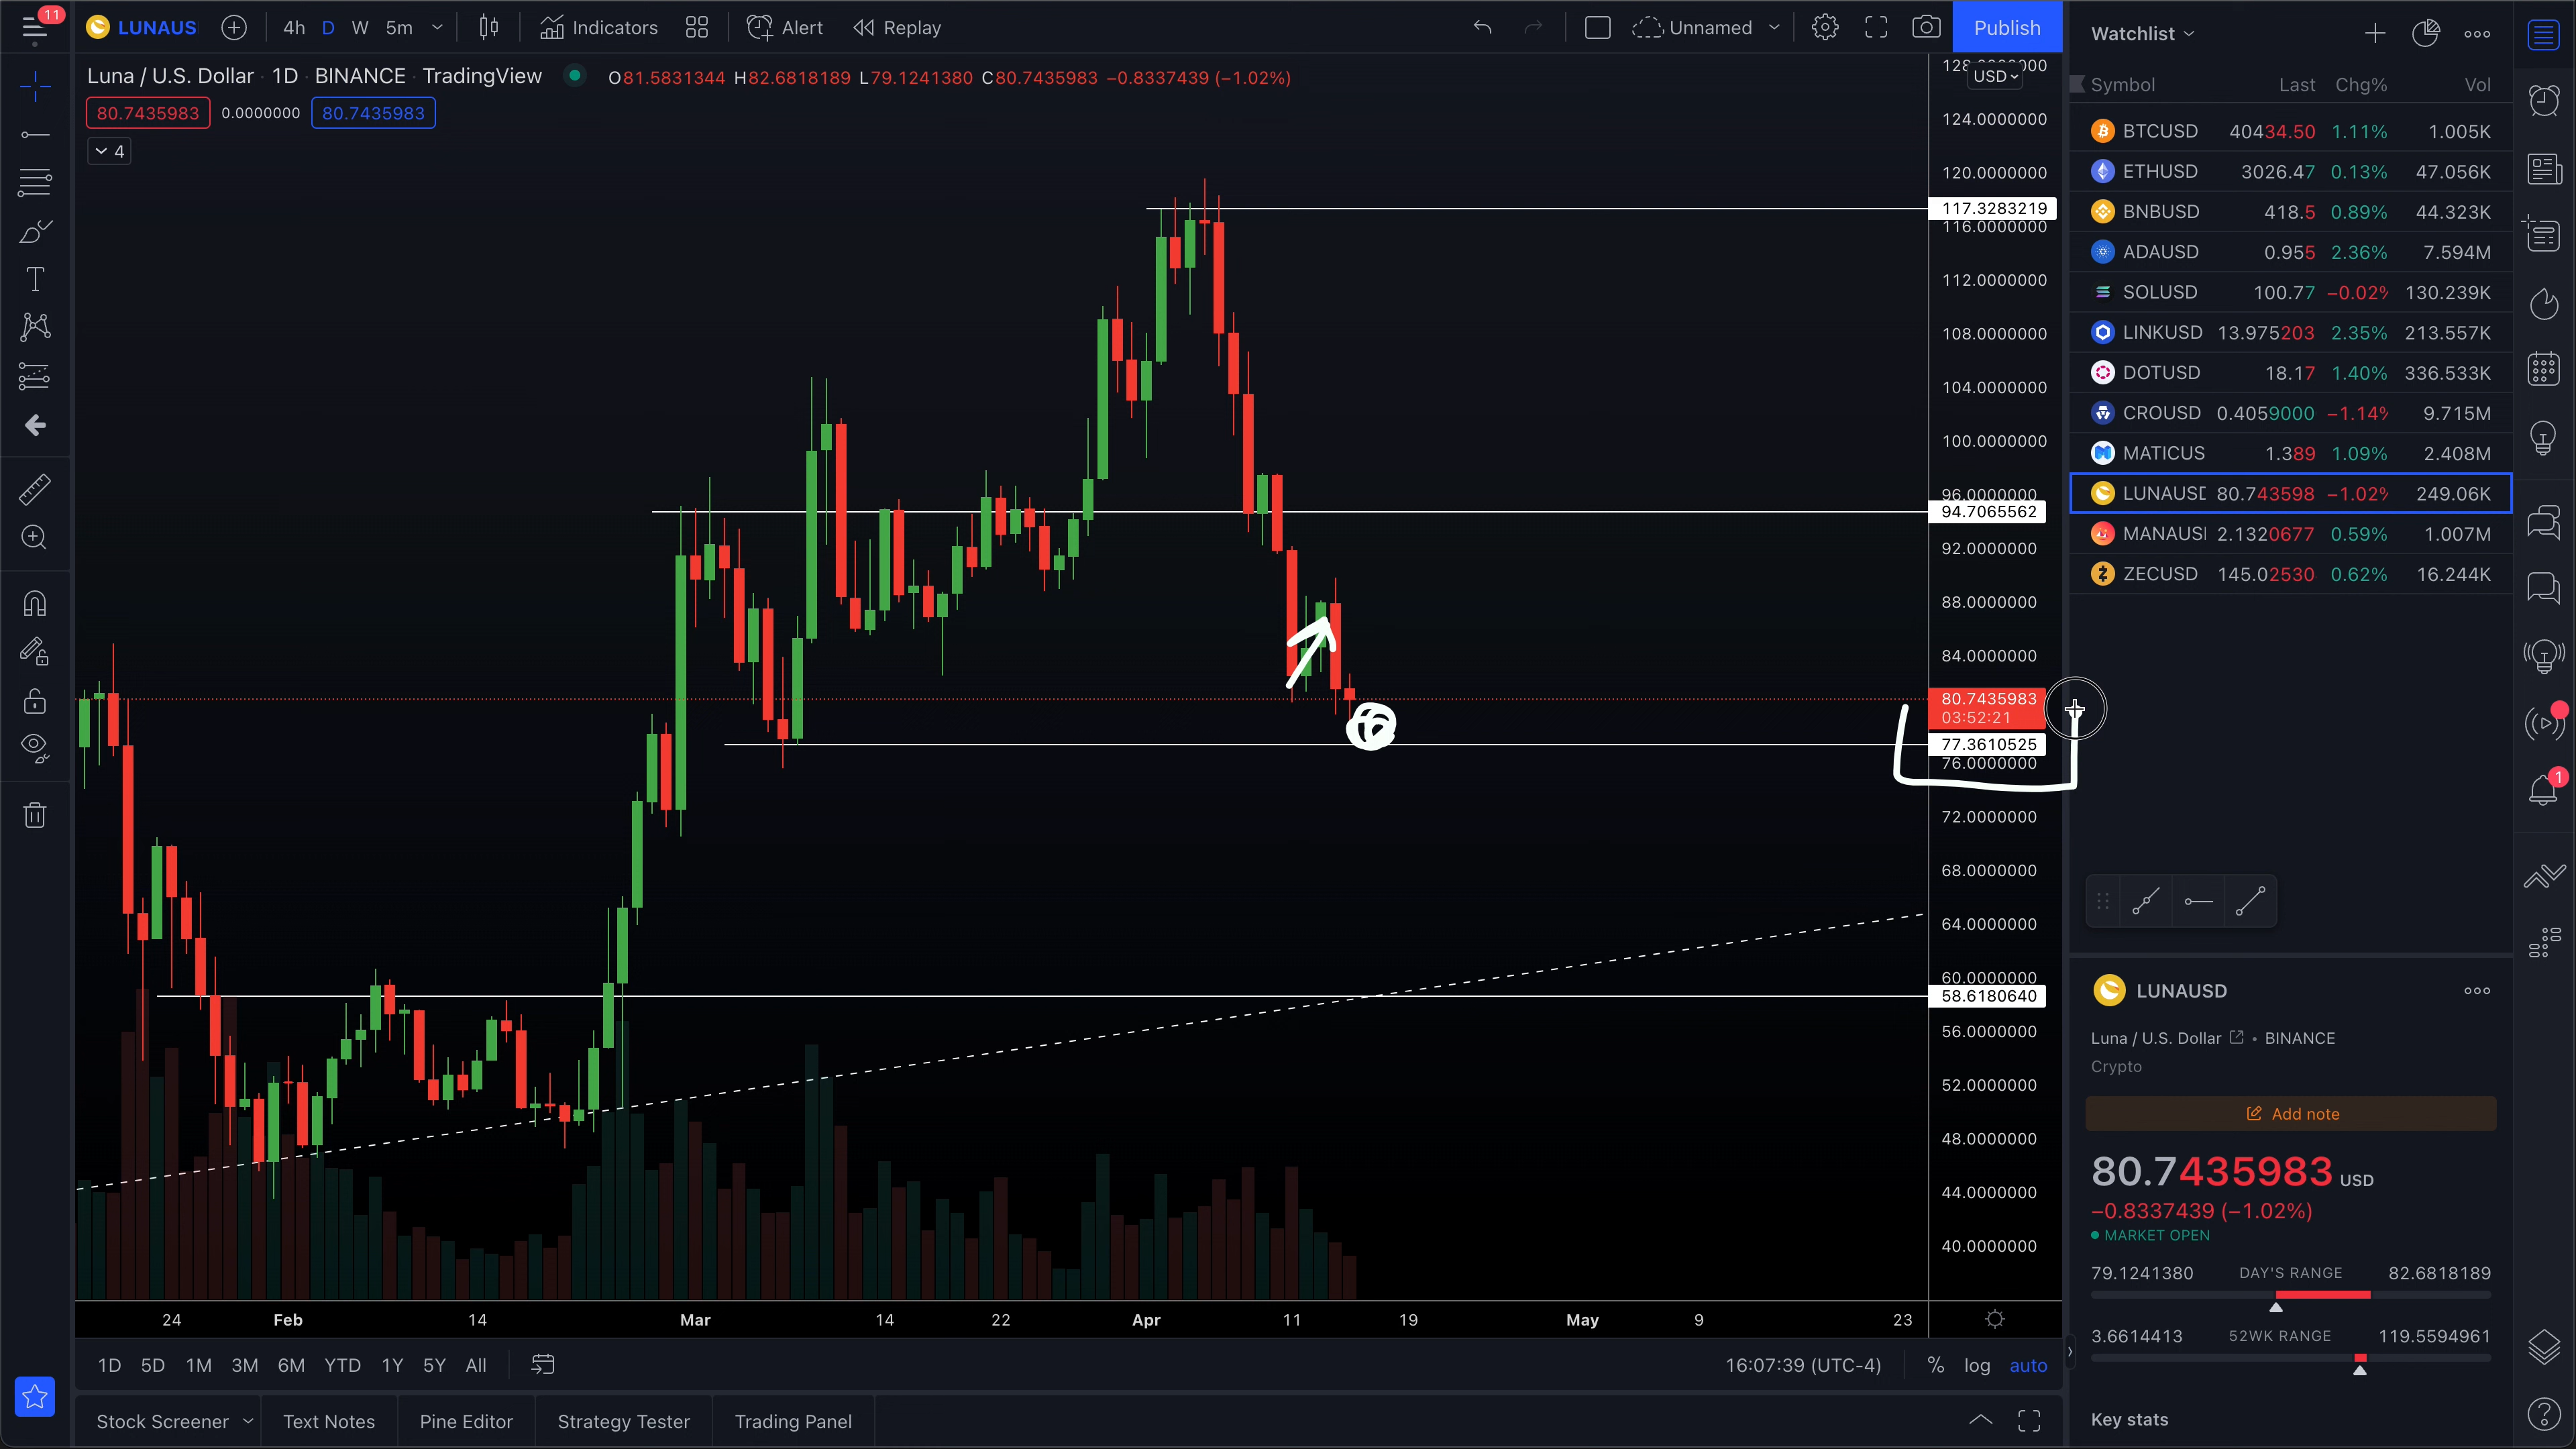 11
LUNAUS
4h D W 5m
Indicators
Alert
Replay
Unnamed
Publish
Luna / U.S. Dollar · 1D · BINANCE · TradingView
O81.5831344 H82.6818189 L79.1241380 C80.7435983 −0.8337439 (−1.02%)
80.7435983 0.0000000 80.7435983
4
USD
124.0000000
120.0000000
117.3283219
116.0000000
112.0000000
108.0000000
104.0000000
100.0000000
96.0000000
94.7065562
92.0000000
88.0000000
84.0000000
80.7435983
03:52:21
77.3610525
76.0000000
72.0000000
68.0000000
64.0000000
60.0000000
58.6180640
56.0000000
52.0000000
48.0000000
44.0000000
40.0000000
24 Feb 14 Mar 14 22 Apr 11 19 May 9 23
1D 5D 1M 3M 6M YTD 1Y 5Y All
16:07:39 (UTC-4) % log auto
Stock Screener Text Notes Pine Editor Strategy Tester Trading Panel
Watchlist
Symbol Last Chg% Vol
BTCUSD 40434.50 1.11% 1.005K
ETHUSD 3026.47 0.13% 47.056K
BNBUSD 418.5 0.89% 44.323K
ADAUSD 0.955 2.36% 7.594M
SOLUSD 100.77 −0.02% 130.239K
LINKUSD 13.975203 2.35% 213.557K
DOTUSD 18.17 1.40% 336.533K
CROUSD 0.4059000 −1.14% 9.715M
MATICUS 1.389 1.09% 2.408M
LUNAUSD 80.743598 −1.02% 249.06K
MANAUSI 2.1320677 0.59% 1.007M
ZECUSD 145.02530 0.62% 16.244K
LUNAUSD
Luna / U.S. Dollar • BINANCE
Crypto
Add note
80.7435983 USD
−0.8337439 (−1.02%)
MARKET OPEN
79.1241380 DAY'S RANGE 82.6818189
3.6614413 52WK RANGE 119.5594961
Key stats
1